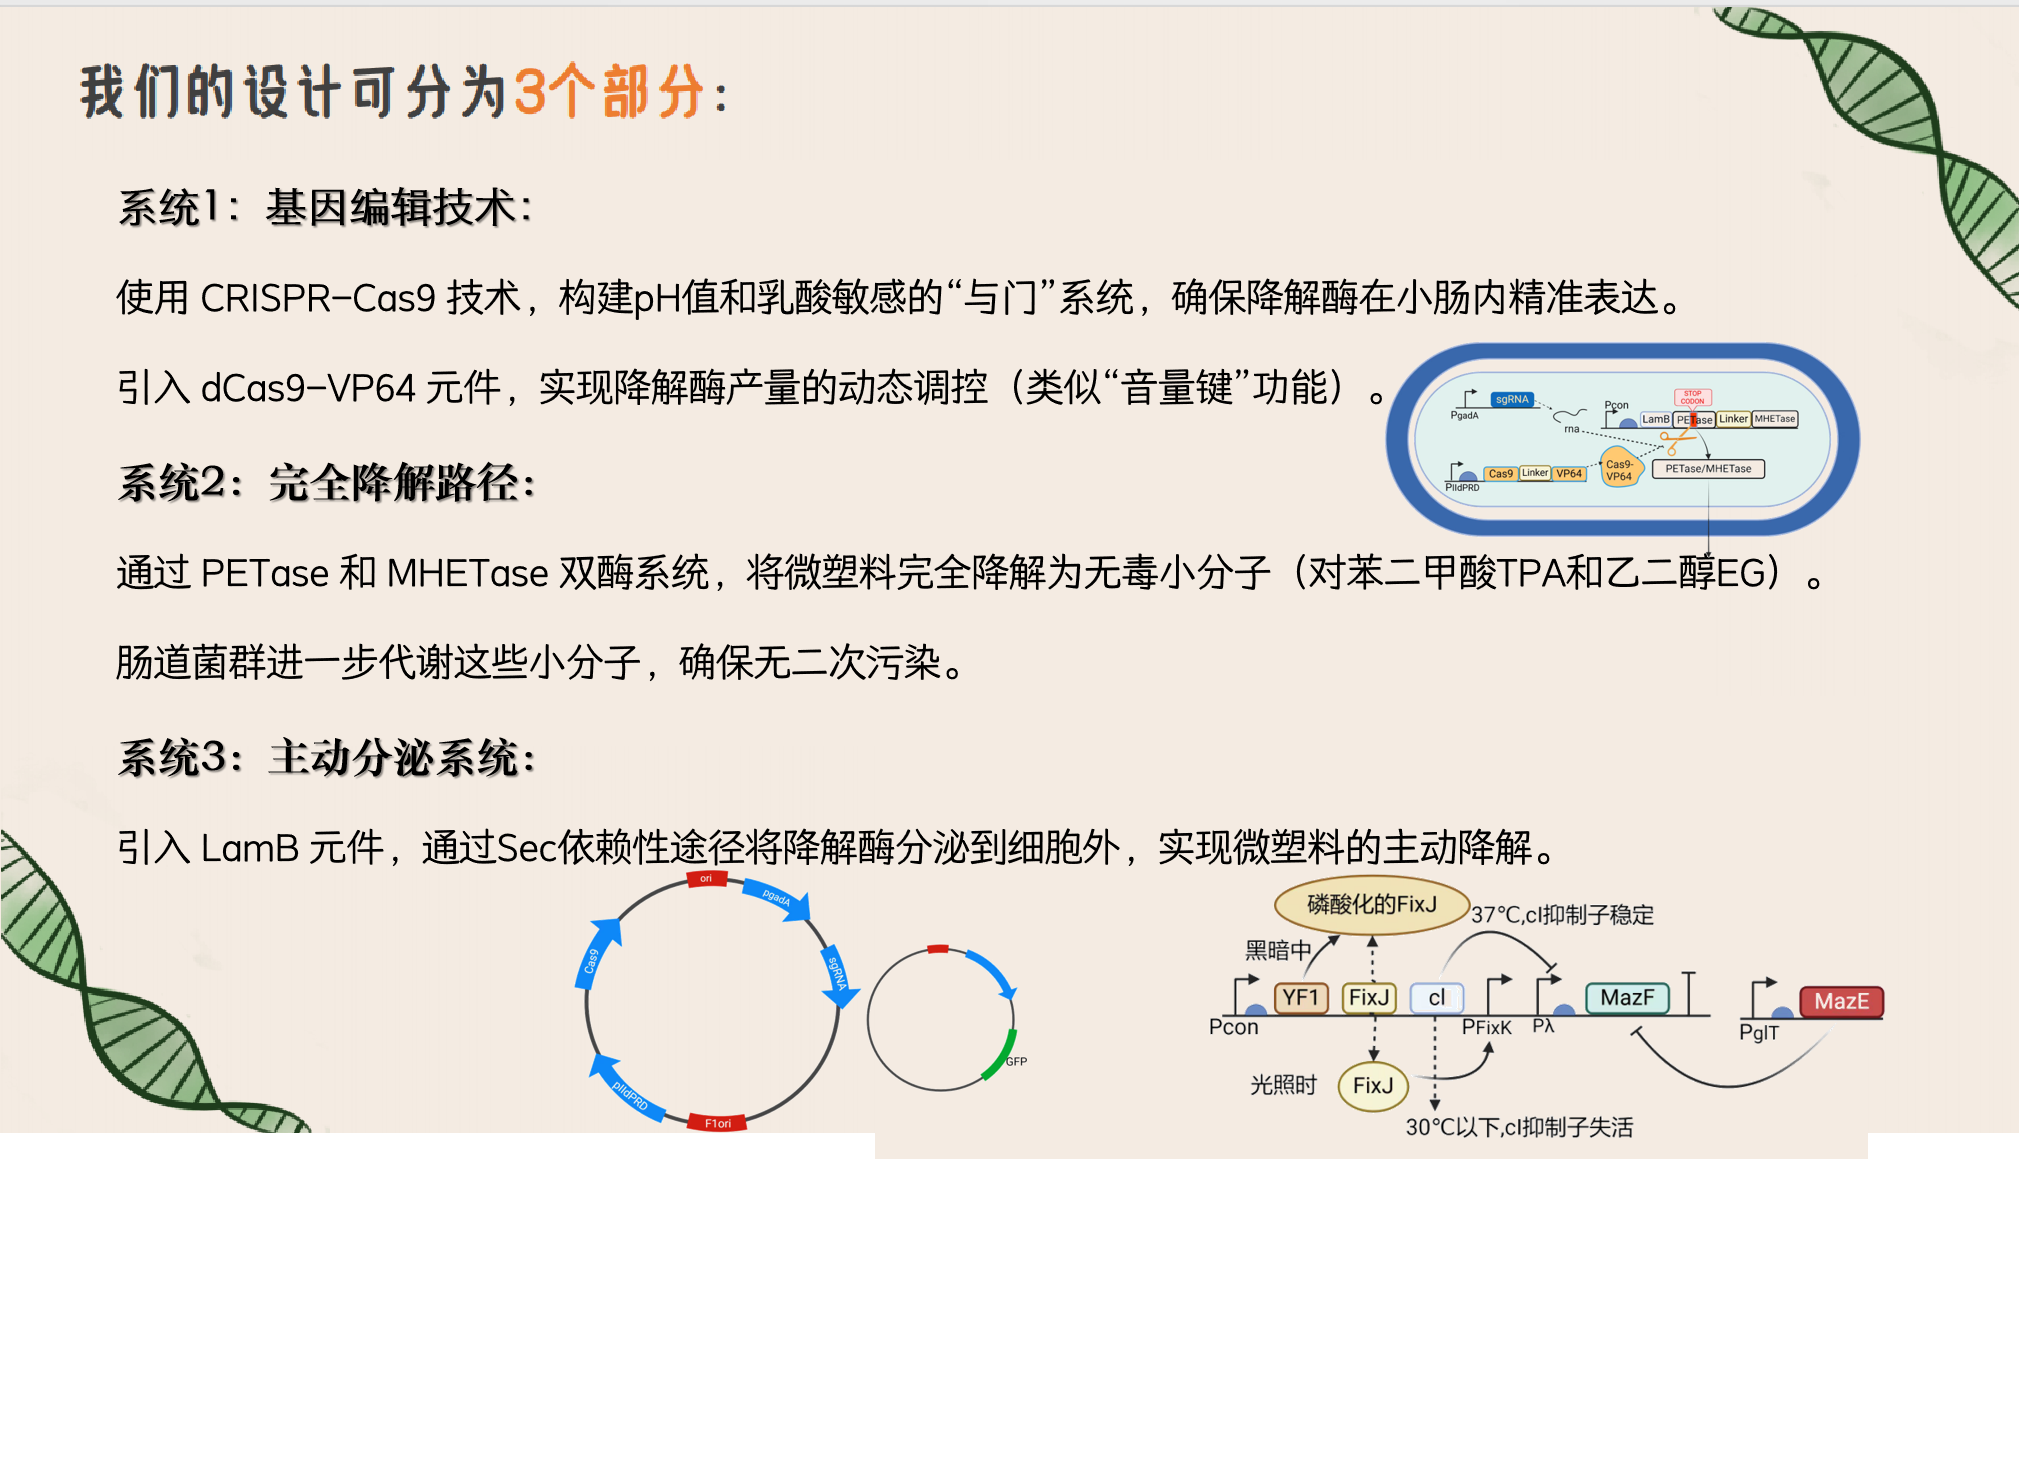 我们的设计可分为3个部分：
系统1：基因编辑技术：
使用 CRISPR-Cas9 技术，构建pH值和乳酸敏感的“与门”系统，确保降解酶在小肠内精准表达。
引入 dCas9-VP64 元件，实现降解酶产量的动态调控（类似“音量键”功能）。
STOP
CODON
sgRNA
PgadA
rna
Pcon
LamB PETase Linker MHETase
Cas9 Linker VP64
PlldPRD
Cas9-
VP64
PETase/MHETase
系统2：完全降解路径：
通过 PETase 和 MHETase 双酶系统，将微塑料完全降解为无毒小分子（对苯二甲酸TPA和乙二醇EG）。
肠道菌群进一步代谢这些小分子，确保无二次污染。
系统3：主动分泌系统：
引入 LamB 元件，通过Sec依赖性途径将降解酶分泌到细胞外，实现微塑料的主动降解。
ori
pgadA
sgRNA
Cas9
plldPRD
F1ori
GFP
磷酸化的FixJ
37℃,cI抑制子稳定
黑暗中
YF1 FixJ cI MazF MazE
Pcon PFixK Pλ PglT
光照时
FixJ
30℃以下,cI抑制子失活